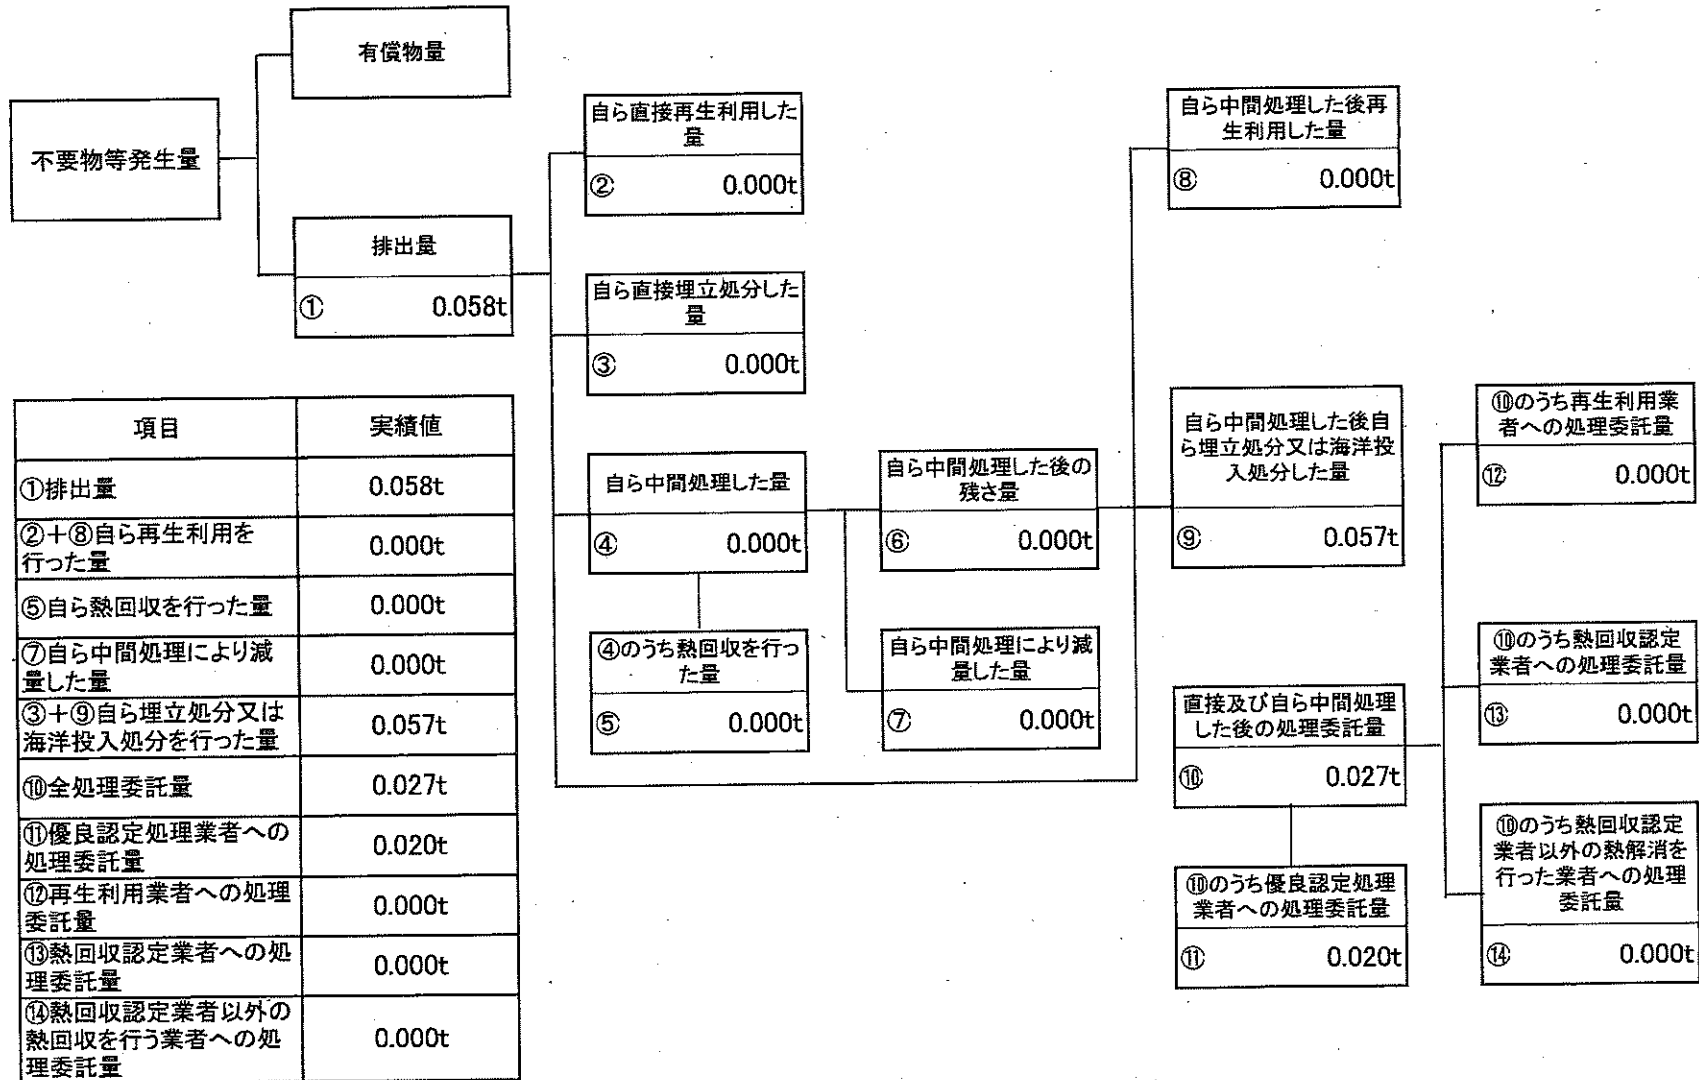 有償物量
不要物等発生量
排出量
① 0.058t
自ら直接再生利用した
量
② 0.000t
自ら直接埋立処分した
量
③ 0.000t
自ら中間処理した量
④ 0.000t
④のうち熱回収を行っ
た量
⑤ 0.000t
自ら中間処理した後の
残さ量
⑥ 0.000t
自ら中間処理により減
量した量
⑦ 0.000t
自ら中間処理した後再
生利用した量
⑧ 0.000t
自ら中間処理した後自
ら埋立処分又は海洋投
入処分した量
⑨ 0.057t
直接及び自ら中間処理
した後の処理委託量
⑩ 0.027t
⑩のうち優良認定処理
業者への処理委託量
⑪ 0.020t
⑩のうち再生利用業
者への処理委託量
⑫ 0.000t
⑩のうち熱回収認定
業者への処理委託量
⑬ 0.000t
⑩のうち熱回収認定
業者以外の熱解消を
行った業者への処理
委託量
⑭ 0.000t
項目 実績値
①排出量 0.058t
②＋⑧自ら再生利用を
行った量 0.000t
⑤自ら熱回収を行った量 0.000t
⑦自ら中間処理により減
量した量 0.000t
③＋⑨自ら埋立処分又は
海洋投入処分を行った量 0.057t
⑩全処理委託量 0.027t
⑪優良認定処理業者への
処理委託量 0.020t
⑫再生利用業者への処理
委託量 0.000t
⑬熱回収認定業者への処
理委託量 0.000t
⑭熱回収認定業者以外の
熱回収を行う業者への処
理委託量 0.000t